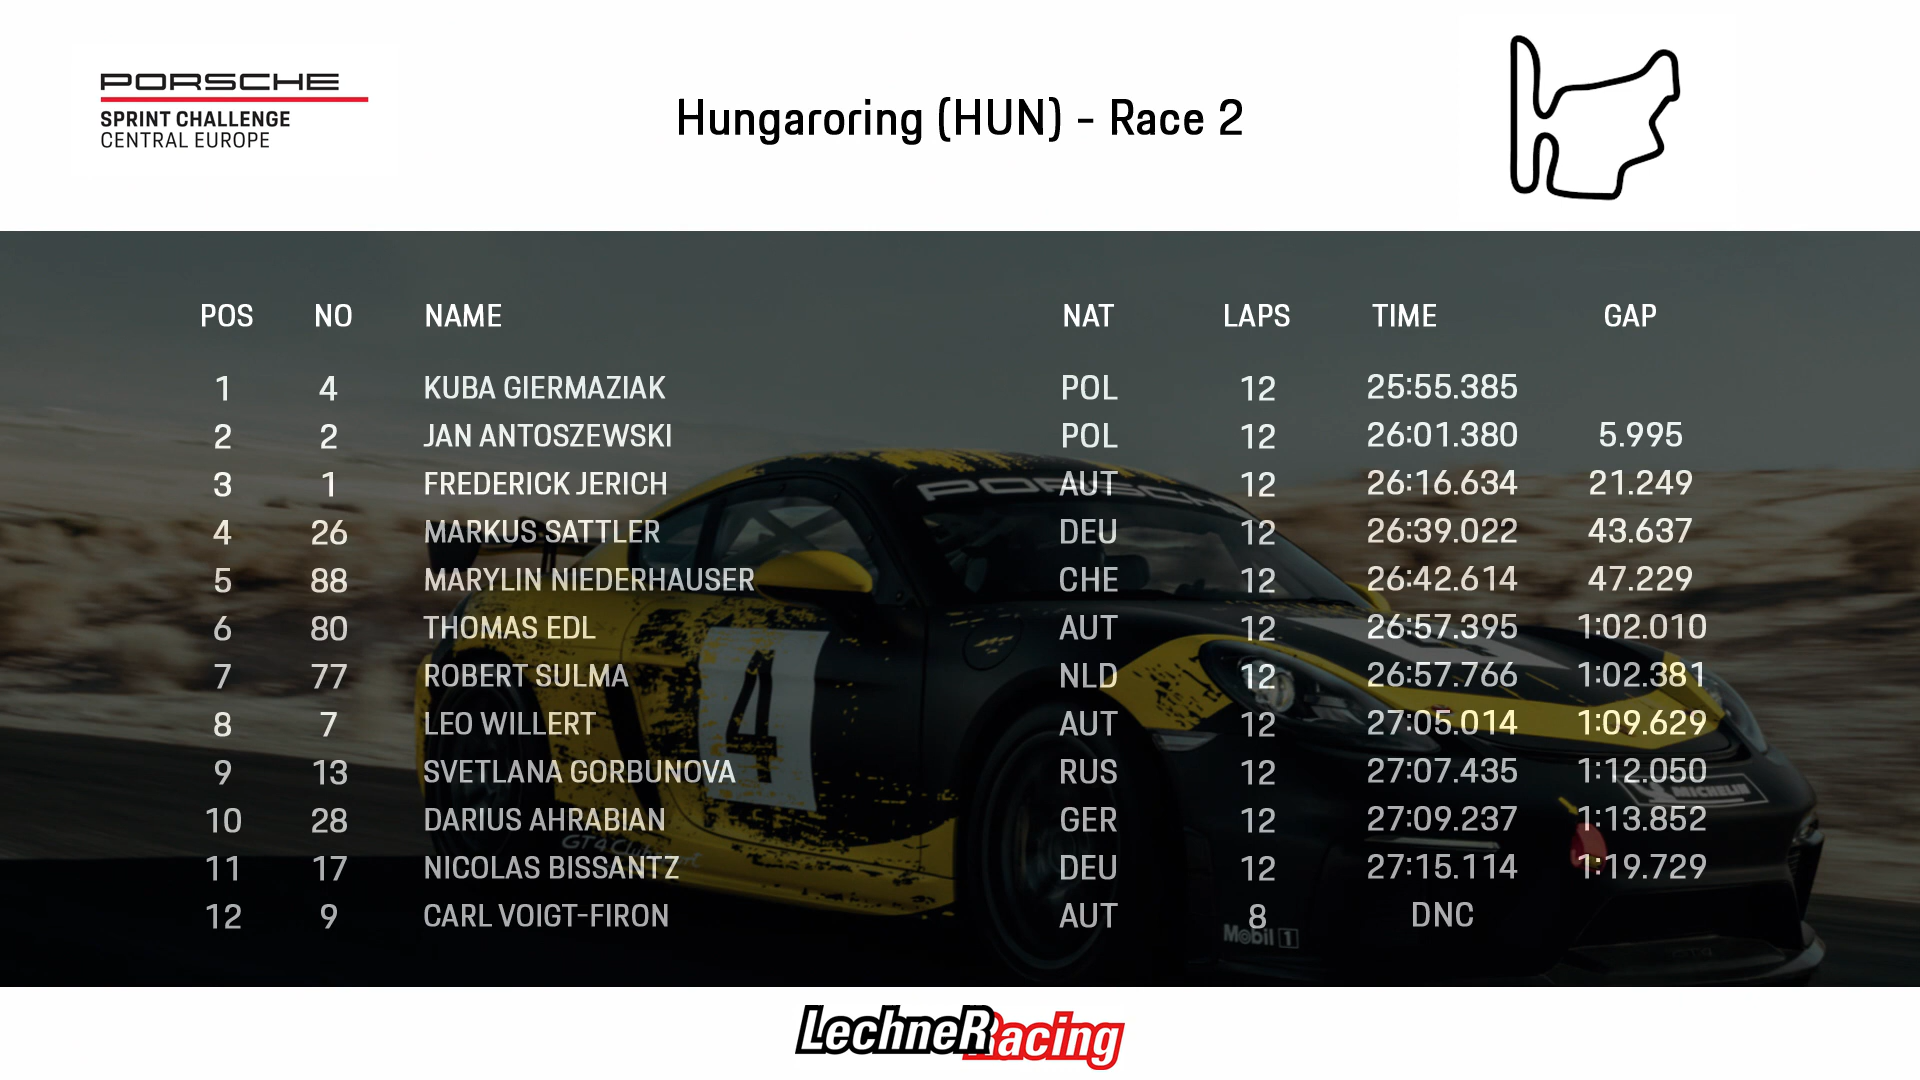 PORSCHE
SPRINT CHALLENGE
CENTRAL EUROPE
Hungaroring (HUN) - Race 2
POS NO NAME NAT LAPS TIME GAP
1 4 KUBA GIERMAZIAK POL 12 25:55.385
2 2 JAN ANTOSZEWSKI POL 12 26:01.380 5.995
3 1 FREDERICK JERICH AUT 12 26:16.634 21.249
4 26 MARKUS SATTLER DEU 12 26:39.022 43.637
5 88 MARYLIN NIEDERHAUSER CHE 12 26:42.614 47.229
6 80 THOMAS EDL AUT 12 26:57.395 1:02.010
7 77 ROBERT SULMA NLD 12 26:57.766 1:02.381
8 7 LEO WILLERT AUT 12 27:05.014 1:09.629
9 13 SVETLANA GORBUNOVA RUS 12 27:07.435 1:12.050
10 28 DARIUS AHRABIAN GER 12 27:09.237 1:13.852
11 17 NICOLAS BISSANTZ DEU 12 27:15.114 1:19.729
12 9 CARL VOIGT-FIRON AUT 8 DNC
PORSCHE
4
MICHELIN
GT4 Clubsport
Mobil 1
LechneRacing